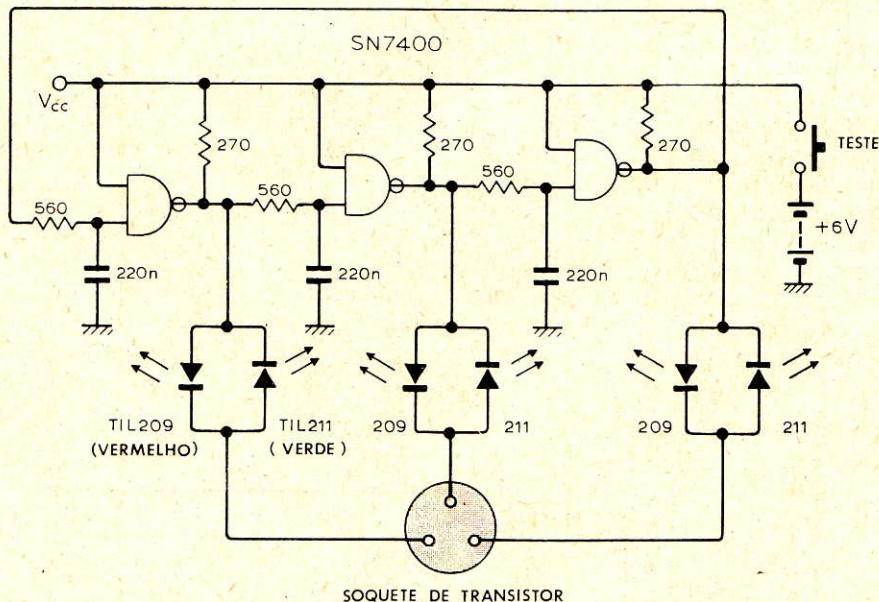 SN7400
Vcc
270
270
270
TESTE
560
560
560
+6V
220n
220n
220n
TIL209
(VERMELHO)
TIL211
( VERDE )
209
211
209
211
SOQUETE DE TRANSISTOR